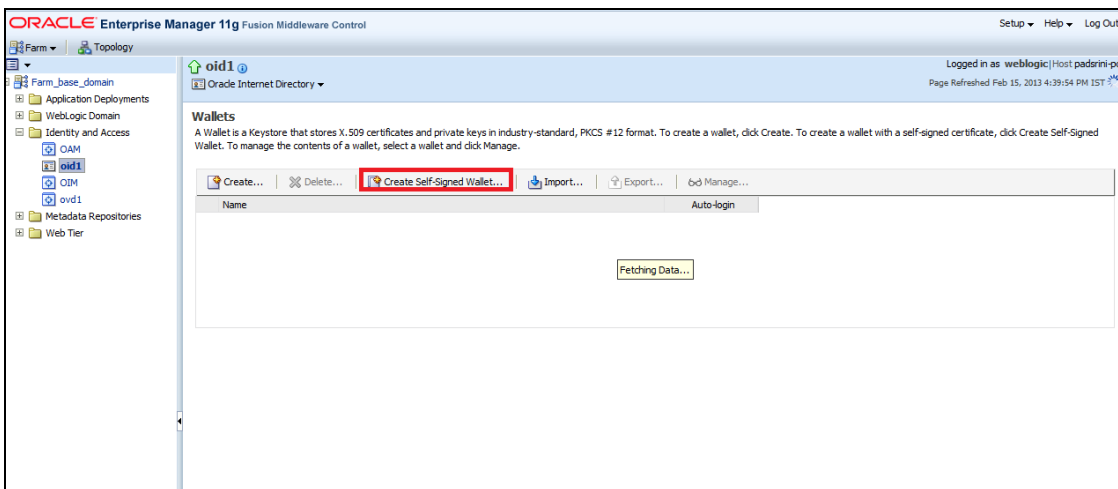 ORACLE Enterprise Manager 11g Fusion Middleware Control
Setup Help Log Out
Farm Topology
oid1
Logged in as weblogic|Host
Oracle Internet Directory
Page Refreshed Feb 15, 2013 4:39:54 PM IST
Farm_base_domain
Application Deployments
WebLogic Domain
Identity and Access
OAM
oid1
OIM
ovd1
Metadata Repositories
Web Tier
Wallets
A Wallet is a Keystore that stores X.509 certificates and private keys in industry-standard, PKCS #12 format. To create a wallet, click Create. To create a wallet with a self-signed certificate, click Create Self-Signed
Wallet. To manage the contents of a wallet, select a wallet and click Manage.
Create... Delete... Create Self-Signed Wallet... Import... Export... Manage...
Name Auto-login
Fetching Data...